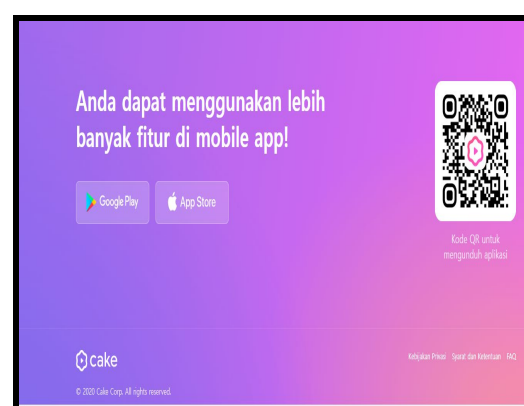 Anda dapat menggunakan lebih
banyak fitur di mobile app!
Google Play
App Store
Kode QR untuk
mengunduh aplikasi
cake
Kebijakan Privasi Syarat dan Ketentuan FAQ
© 2020 Cake Corp. All rights reserved.